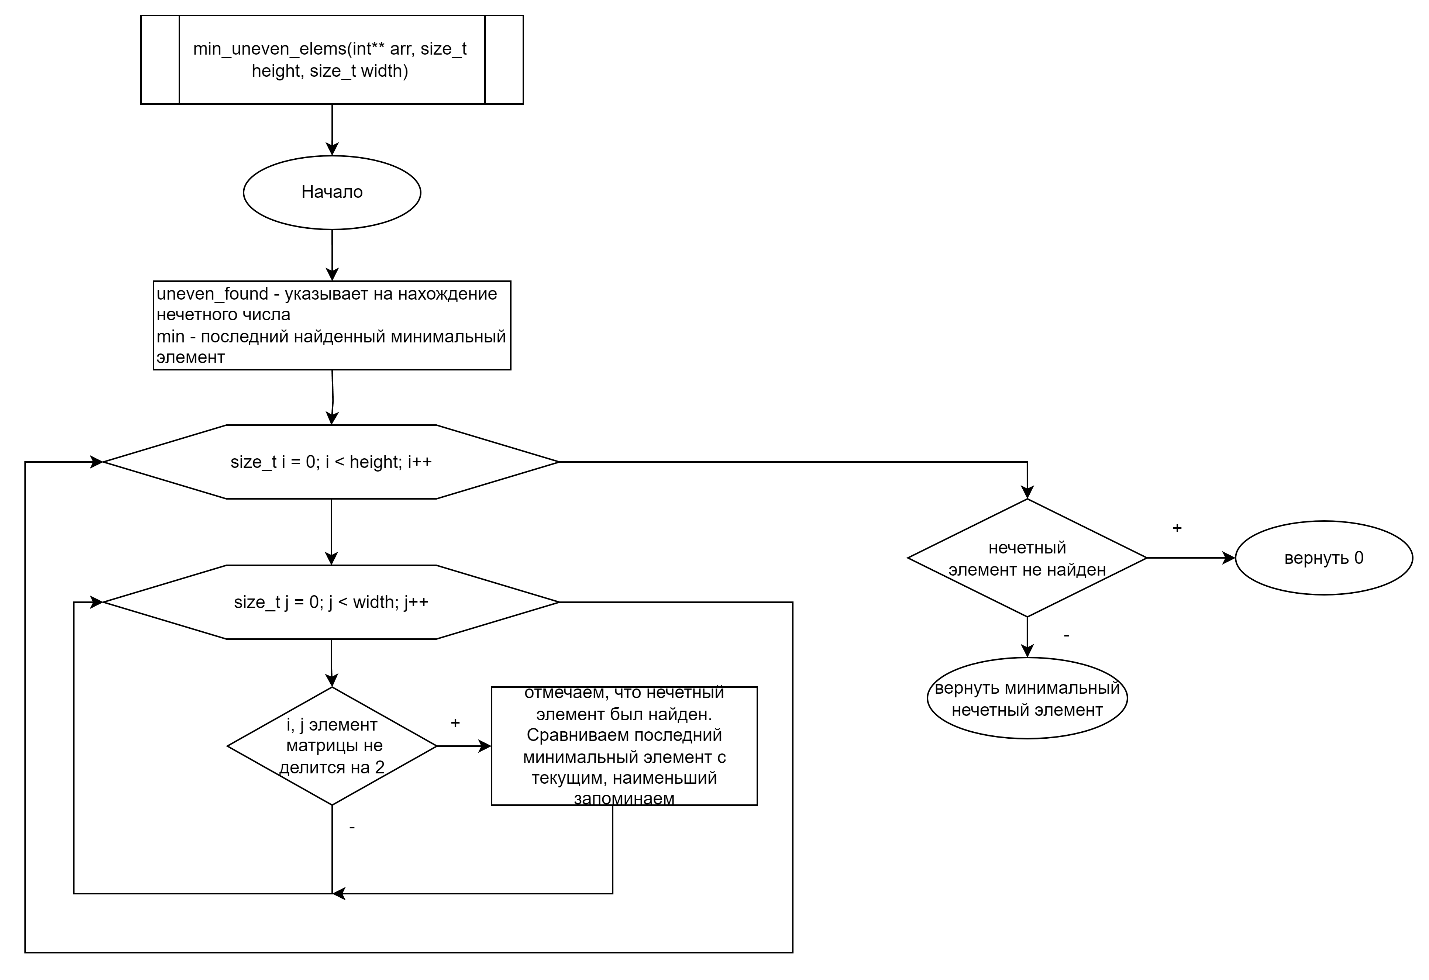 min_uneven_elems(int** arr, size_t
height, size_t width)
Начало
uneven_found - указывает на нахождение
нечетного числа
min - последний найденный минимальный
элемент
size_t i = 0; i < height; i++
size_t j = 0; j < width; j++
i, j элемент
матрицы не
делится на 2
+
-
отмечаем, что нечетный
элемент был найден.
Сравниваем последний
минимальный элемент с
текущим, наименьший
запоминаем
нечетный
элемент не найден
+
вернуть 0
-
вернуть минимальный
нечетный элемент